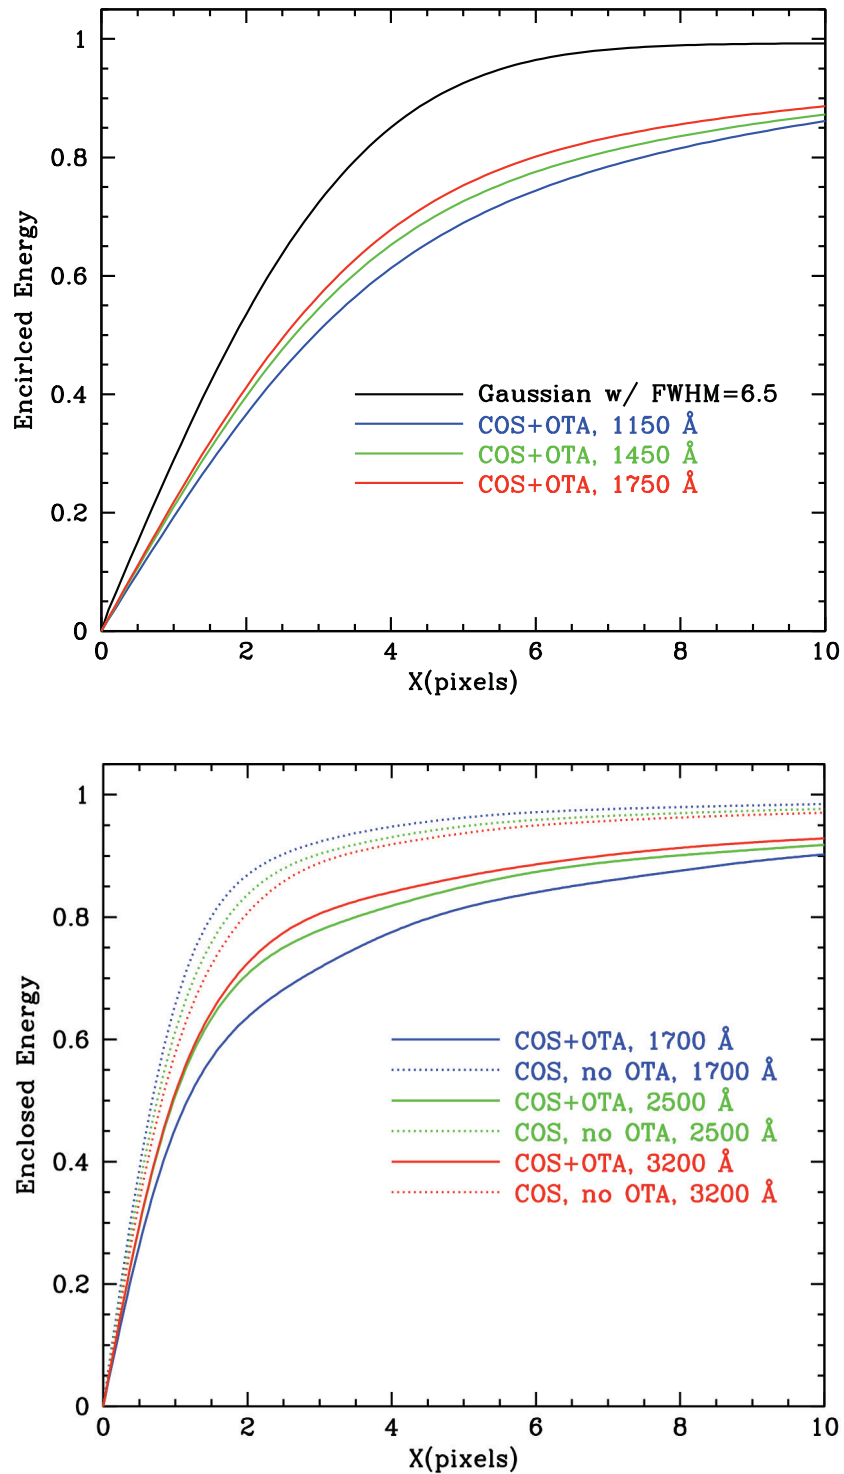 1
0.8
0.6
0.4
0.2
0
Encirlced Energy
Gaussian w/ FWHM=6.5
COS+OTA, 1150 Å
COS+OTA, 1450 Å
COS+OTA, 1750 Å
0 2 4 6 8 10
X(pixels)
1
0.8
0.6
0.4
0.2
0
Enclosed Energy
COS+OTA, 1700 Å
COS, no OTA, 1700 Å
COS+OTA, 2500 Å
COS, no OTA, 2500 Å
COS+OTA, 3200 Å
COS, no OTA, 3200 Å
0 2 4 6 8 10
X(pixels)